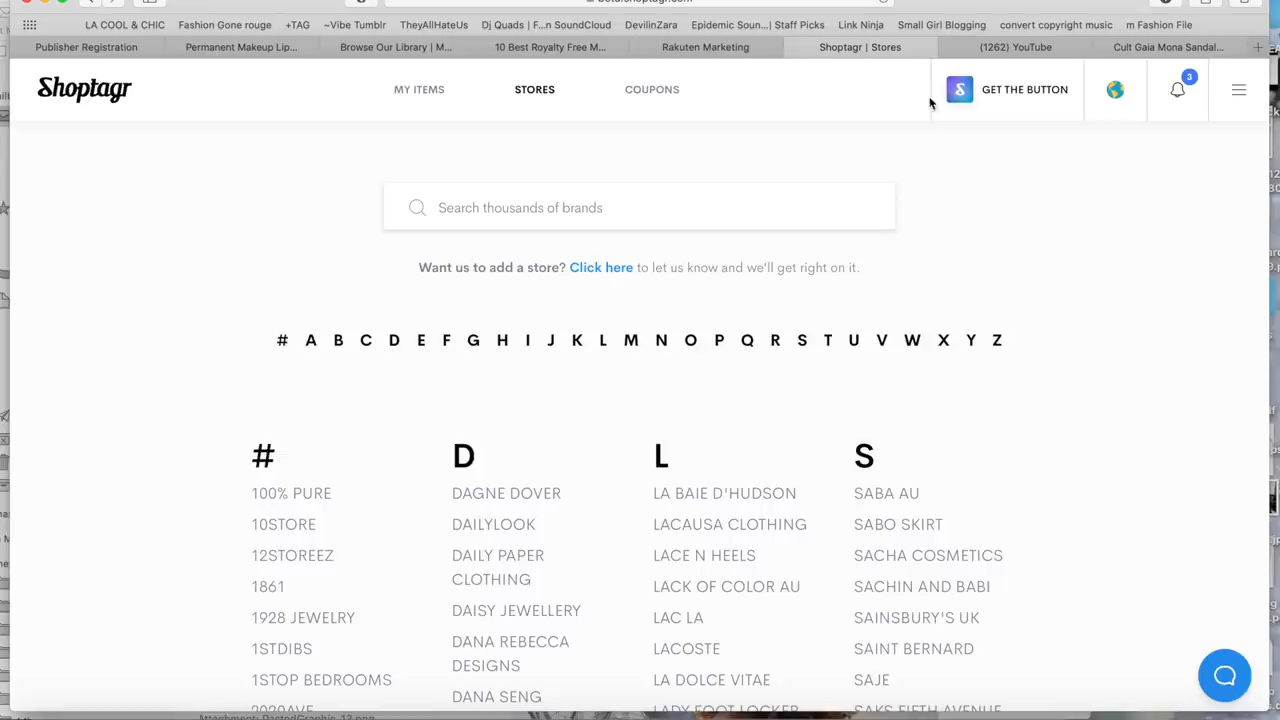 LA COOL & CHIC Fashion Gone rouge +TAG ~Vibe Tumblr TheyAllHateUs Dj Quads | F...n SoundCloud DevilinZara Epidemic Soun...| Staff Picks Link Ninja Small Girl Blogging convert copyright music m Fashion File
Publisher Registration Permanent Makeup Lip... Browse Our Library | M... 10 Best Royalty Free M... Rakuten Marketing Shoptagr | Stores (1262) YouTube Cult Gaia Mona Sandal...
Shoptagr MY ITEMS STORES COUPONS GET THE BUTTON 3
Search thousands of brands
Want us to add a store? Click here to let us know and we'll get right on it.
# A B C D E F G H I J K L M N O P Q R S T U V W X Y Z
#
100% PURE
10STORE
12STOREEZ
1861
1928 JEWELRY
1STDIBS
1STOP BEDROOMS
2020AVE
D
DAGNE DOVER
DAILYLOOK
DAILY PAPER
CLOTHING
DAISY JEWELLERY
DANA REBECCA
DESIGNS
DANA SENG
L
LA BAIE D'HUDSON
LACAUSA CLOTHING
LACE N HEELS
LACK OF COLOR AU
LAC LA
LACOSTE
LA DOLCE VITAE
LADY FOOT LOCKER
S
SABA AU
SABO SKIRT
SACHA COSMETICS
SACHIN AND BABI
SAINSBURY'S UK
SAINT BERNARD
SAJE
SAKS FIFTH AVENUE